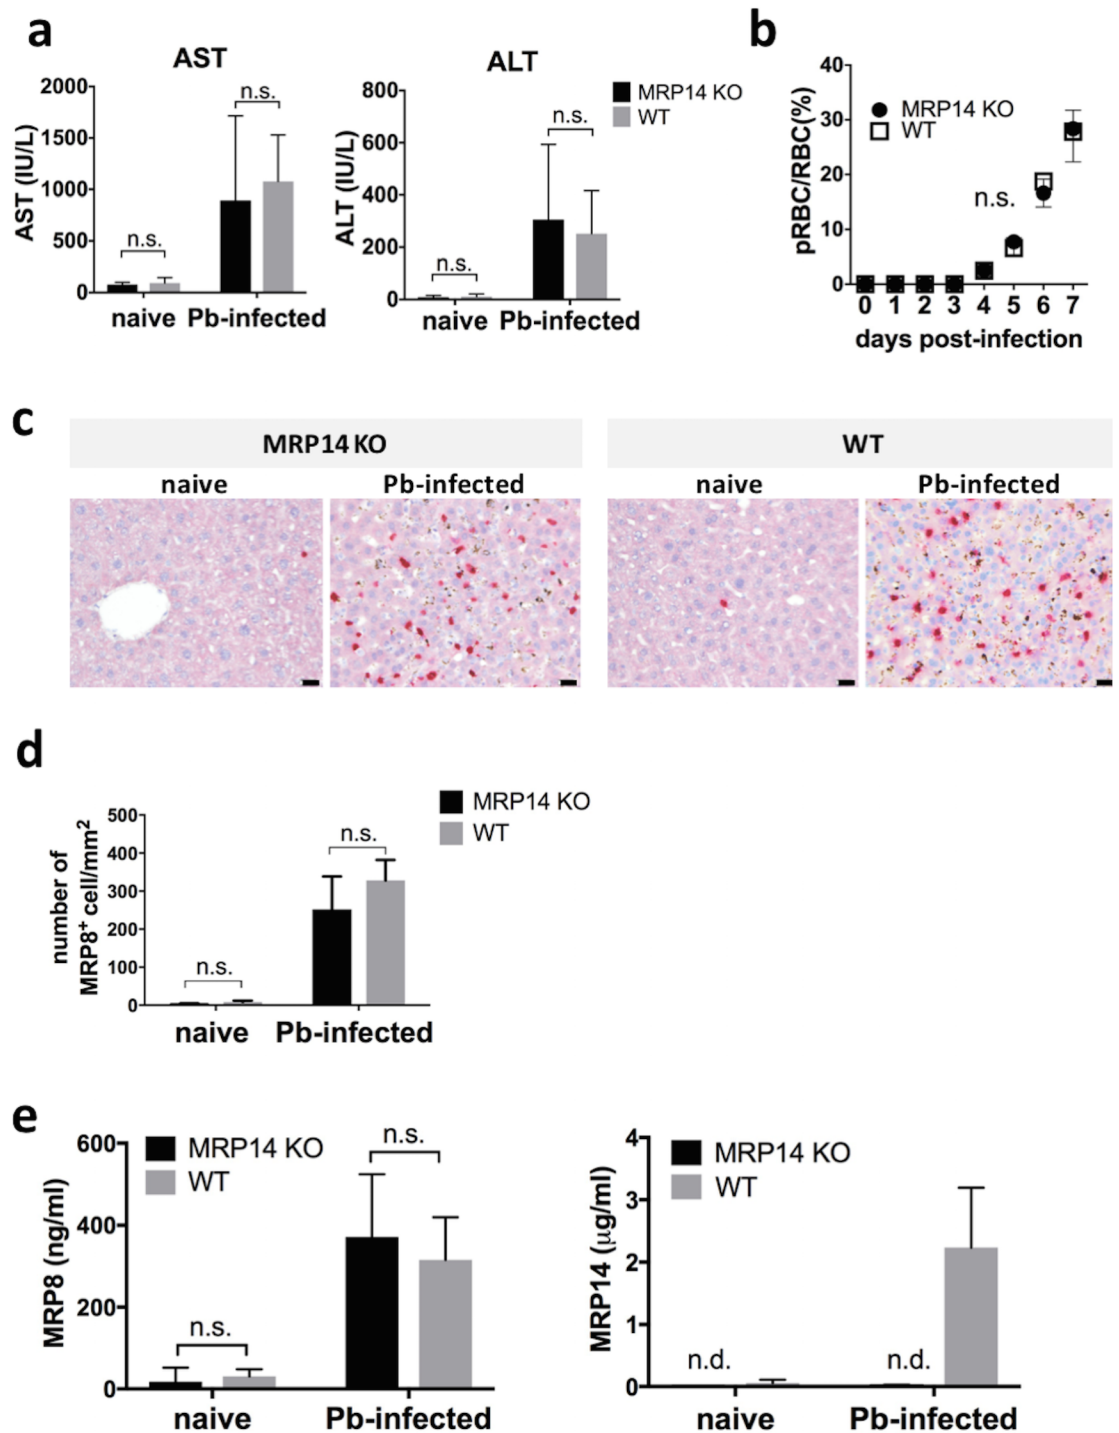 a
AST
AST (IU/L)
2000
1500
1000
500
0
n.s.
n.s.
naive Pb-infected
ALT
ALT (IU/L)
800
600
400
200
0
n.s.
n.s.
naive Pb-infected
MRP14 KO
WT
b
pRBC/RBC(%)
40
30
20
10
0
MRP14 KO
WT
n.s.
0 1 2 3 4 5 6 7
days post-infection
c
MRP14 KO
WT
naive
Pb-infected
naive
Pb-infected
d
number of
MRP8+ cell/mm2
500
400
300
200
100
0
n.s.
n.s.
naive Pb-infected
MRP14 KO
WT
e
MRP8 (ng/ml)
600
400
200
0
MRP14 KO
WT
n.s.
n.s.
naive Pb-infected
MRP14 (μg/ml)
4
3
2
1
0
MRP14 KO
WT
n.d.
n.d.
naive Pb-infected